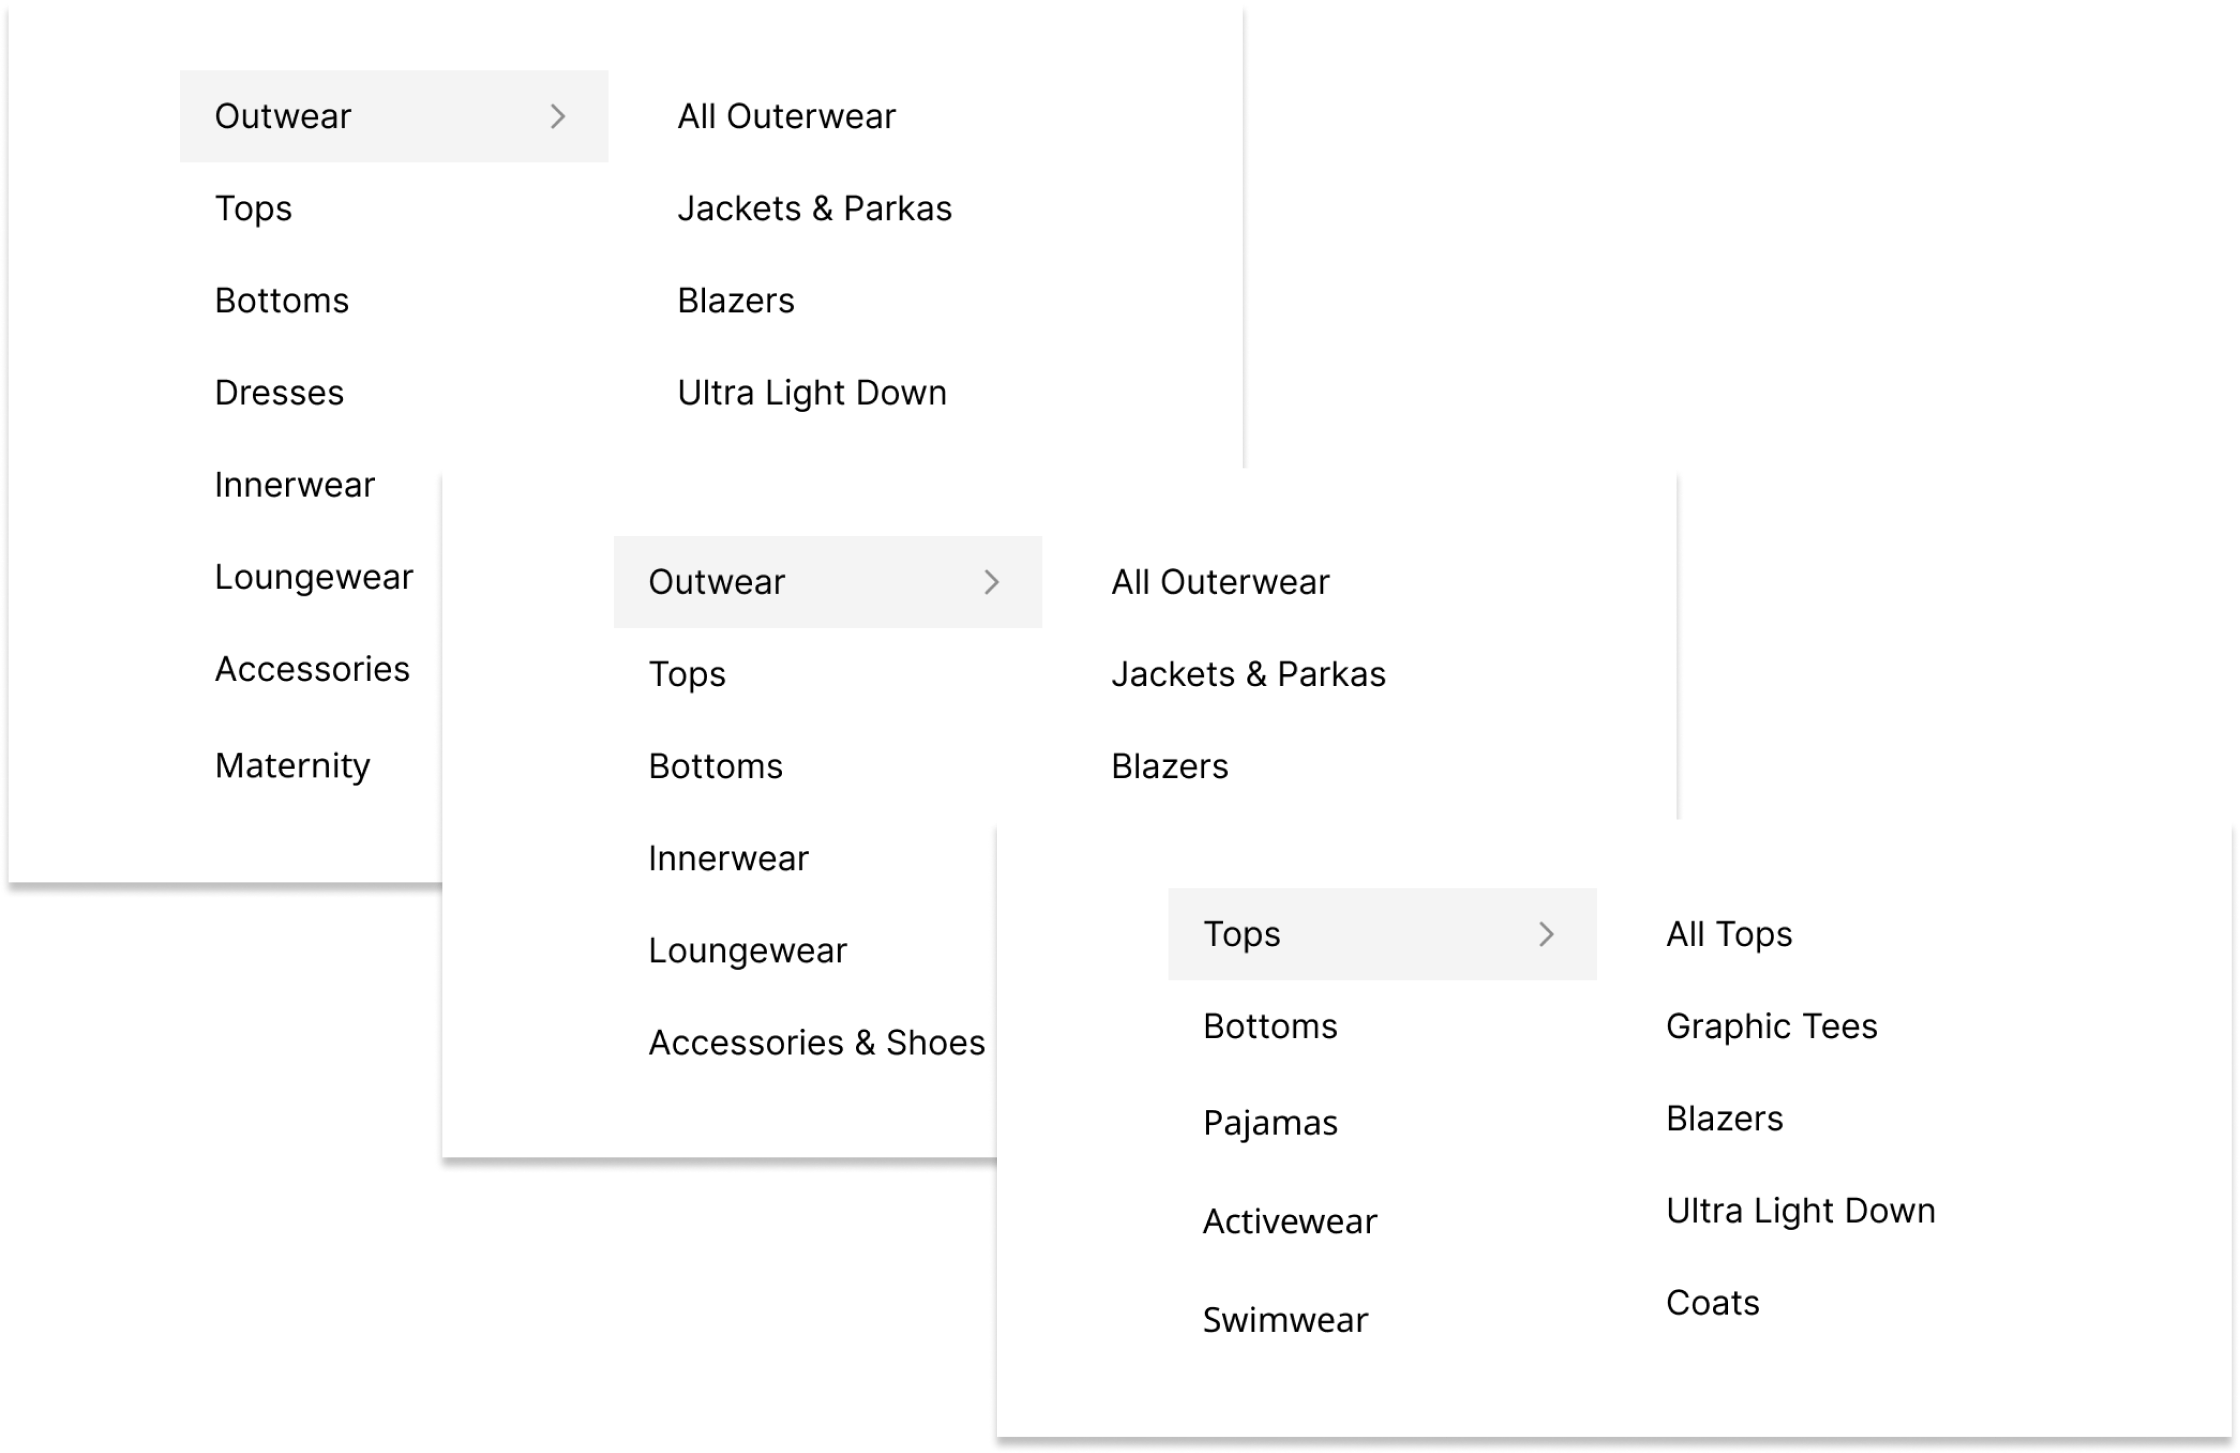 Outwear
Tops
Bottoms
Dresses
Innerwear
Loungewear
Accessories
Maternity
All Outerwear
Jackets & Parkas
Blazers
Ultra Light Down
Outwear
Tops
Bottoms
Innerwear
Loungewear
Accessories & Shoes
All Outerwear
Jackets & Parkas
Blazers
Tops
Bottoms
Pajamas
Activewear
Swimwear
All Tops
Graphic Tees
Blazers
Ultra Light Down
Coats